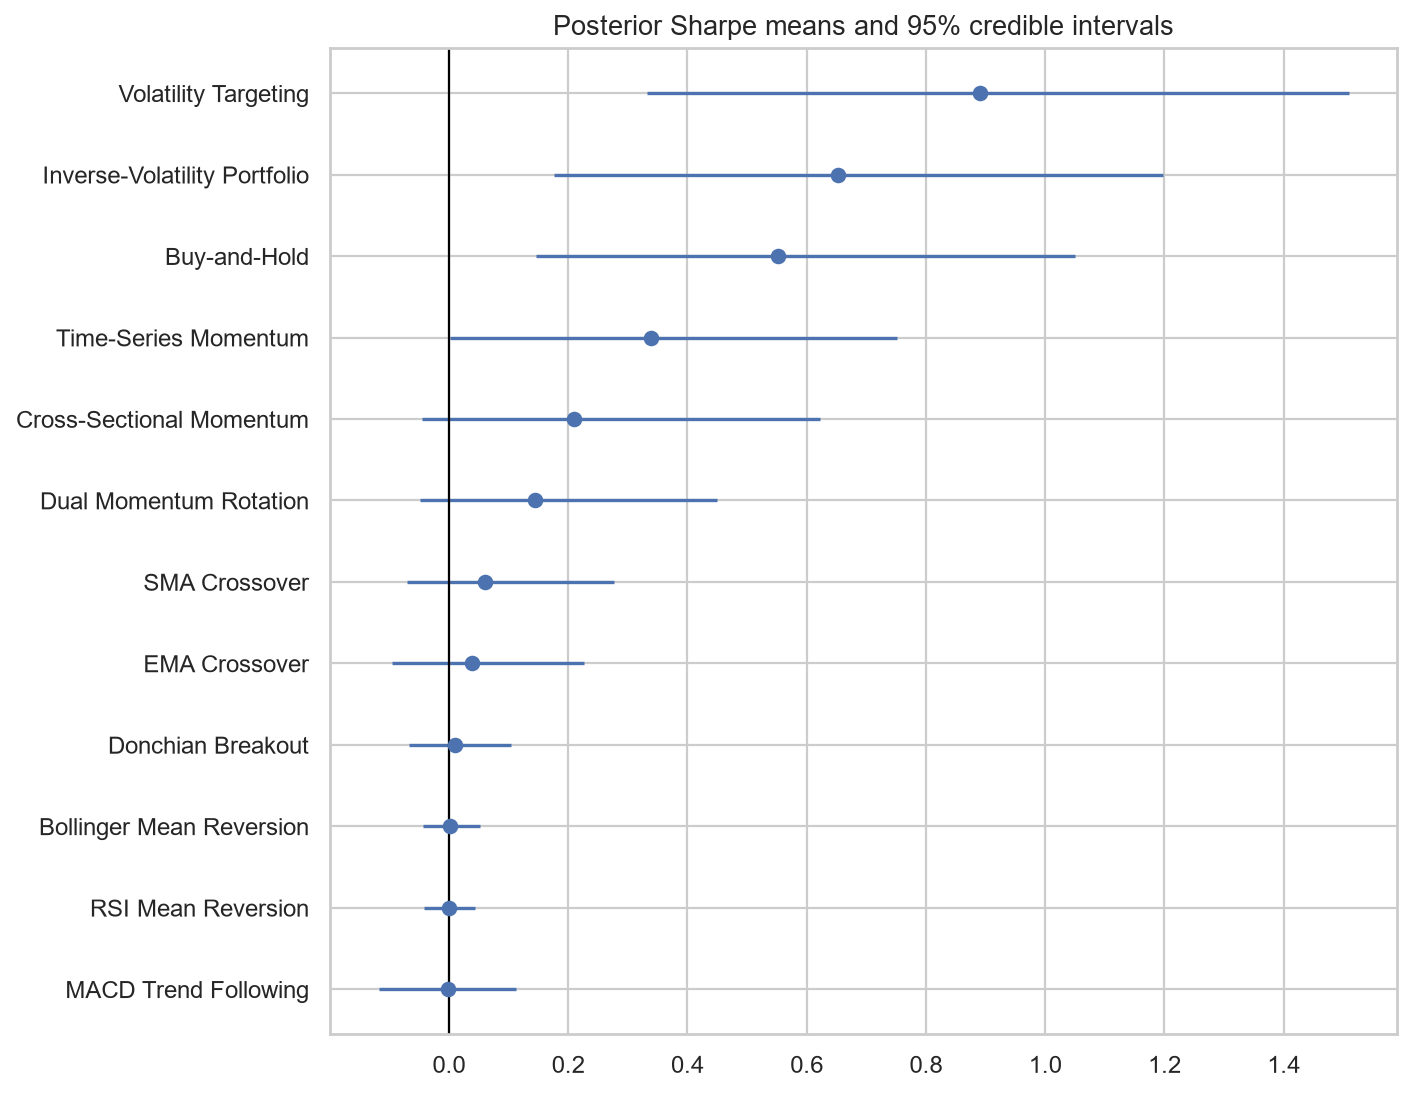 Posterior Sharpe means and 95% credible intervals
Volatility Targeting
Inverse-Volatility Portfolio
Buy-and-Hold
Time-Series Momentum
Cross-Sectional Momentum
Dual Momentum Rotation
SMA Crossover
EMA Crossover
Donchian Breakout
Bollinger Mean Reversion
RSI Mean Reversion
MACD Trend Following
0.0 0.2 0.4 0.6 0.8 1.0 1.2 1.4